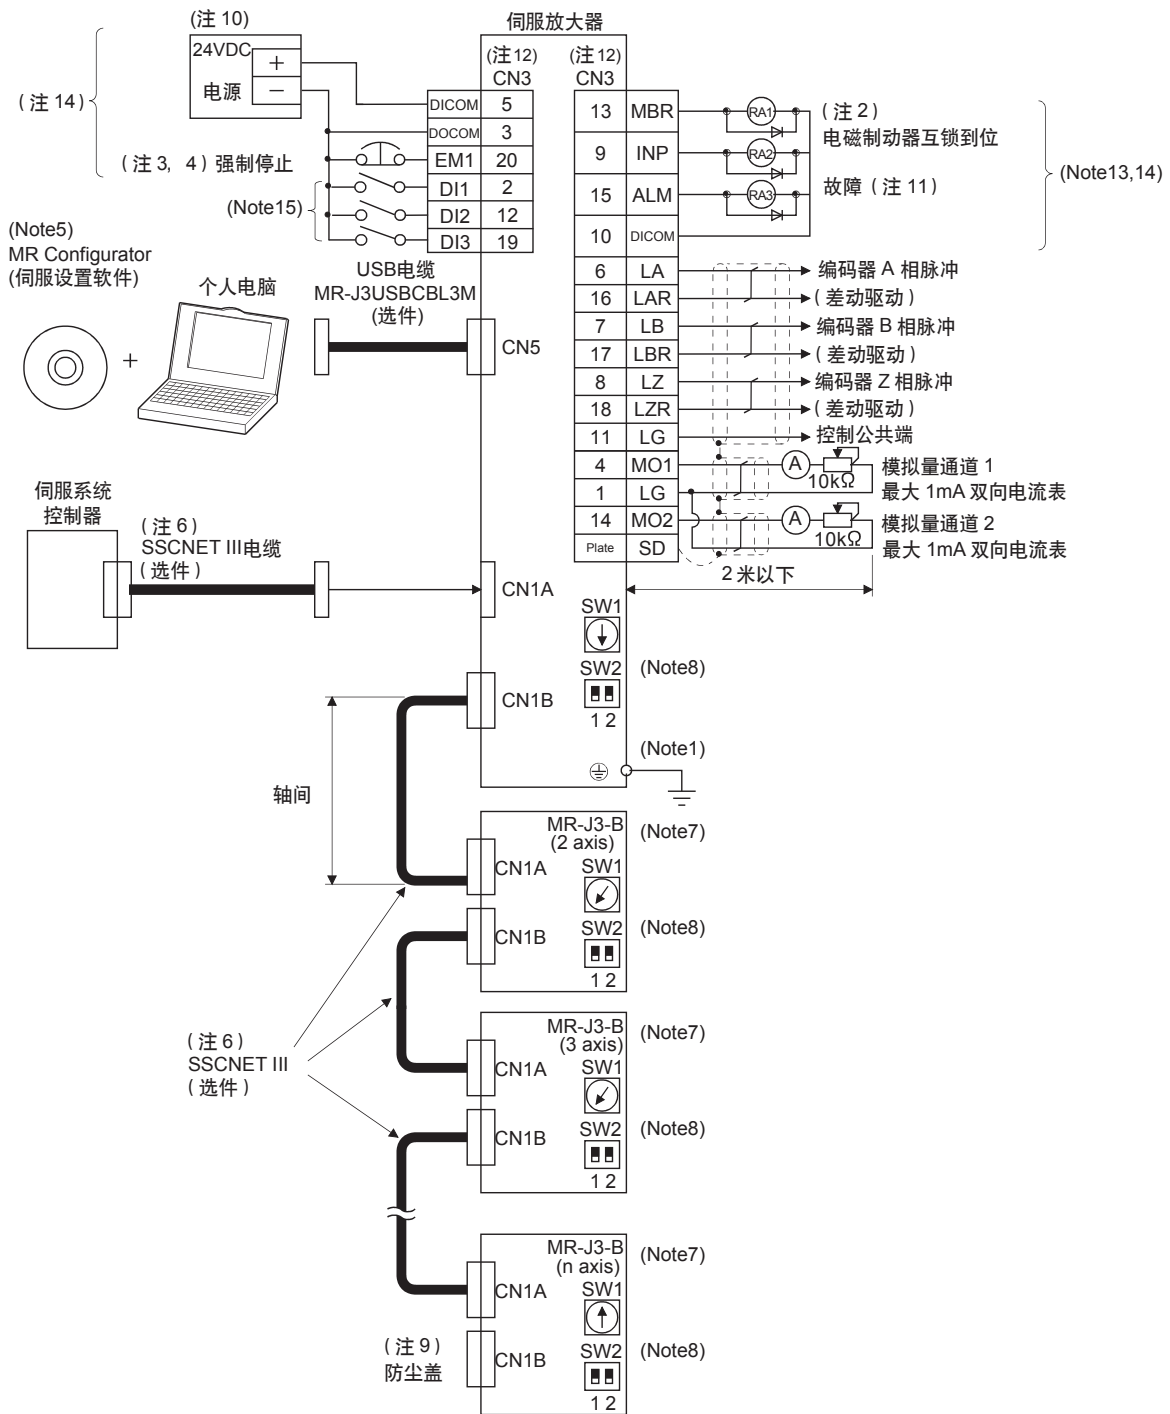 (注 10)
24VDC
+
电源
−
(注 14)
(注 3, 4)强制停止
(Note15)
伺服放大器
(注12)
CN3
DICOM 5
DOCOM 3
EM1 20
DI1 2
DI2 12
DI3 19
(注12)
CN3
13 MBR
9 INP
15 ALM
10 DICOM
6 LA
16 LAR
7 LB
17 LBR
8 LZ
18 LZR
11 LG
4 MO1
1 LG
14 MO2
Plate SD
RA1
RA2
RA3
(注 2)
电磁制动器互锁到位
故障(注 11)
(Note13,14)
编码器 A 相脉冲
(差动驱动)
编码器 B 相脉冲
(差动驱动)
编码器 Z 相脉冲
(差动驱动)
控制公共端
A
10kΩ
模拟量通道 1
最大 1mA 双向电流表
A
10kΩ
模拟量通道 2
最大 1mA 双向电流表
2 米以下
(Note5)
MR Configurator
(伺服设置软件)
个人电脑
+
USB电缆
MR-J3USBCBL3M
(选件)
CN5
伺服系统
控制器
(注 6)
SSCNET III电缆
(选件)
CN1A
SW1
SW2
(Note8)
1 2
CN1B
(Note1)
轴间
MR-J3-B
(2 axis)
(Note7)
CN1A
SW1
CN1B
SW2
(Note8)
1 2
(注 6)
SSCNET III
(选件)
MR-J3-B
(3 axis)
(Note7)
CN1A
SW1
CN1B
SW2
(Note8)
1 2
MR-J3-B
(n axis)
(Note7)
CN1A
SW1
(注 9)
防尘盖
CN1B
SW2
(Note8)
1 2